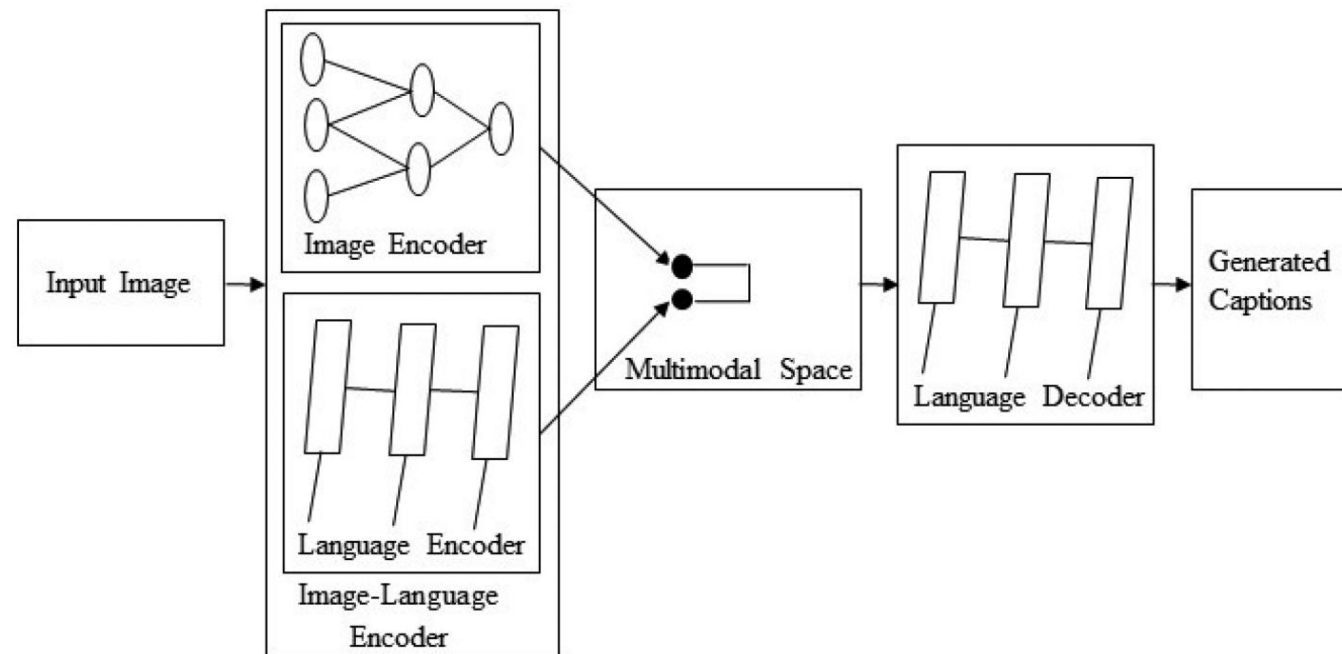 Input Image
Image Encoder
Language Encoder
Image-Language
Encoder
Multimodal Space
Language Decoder
Generated
Captions